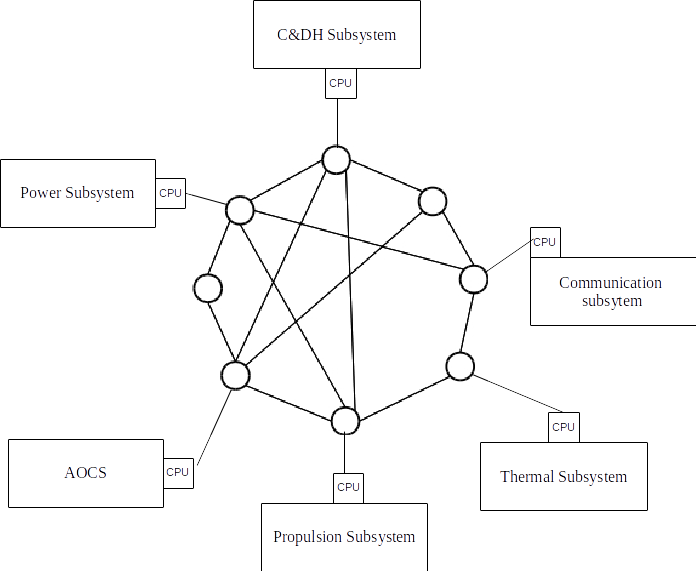 C&DH Subsystem
CPU
Power Subsystem
CPU
CPU
Communication
subsytem
AOCS
CPU
CPU
Thermal Subsystem
CPU
Propulsion Subsystem